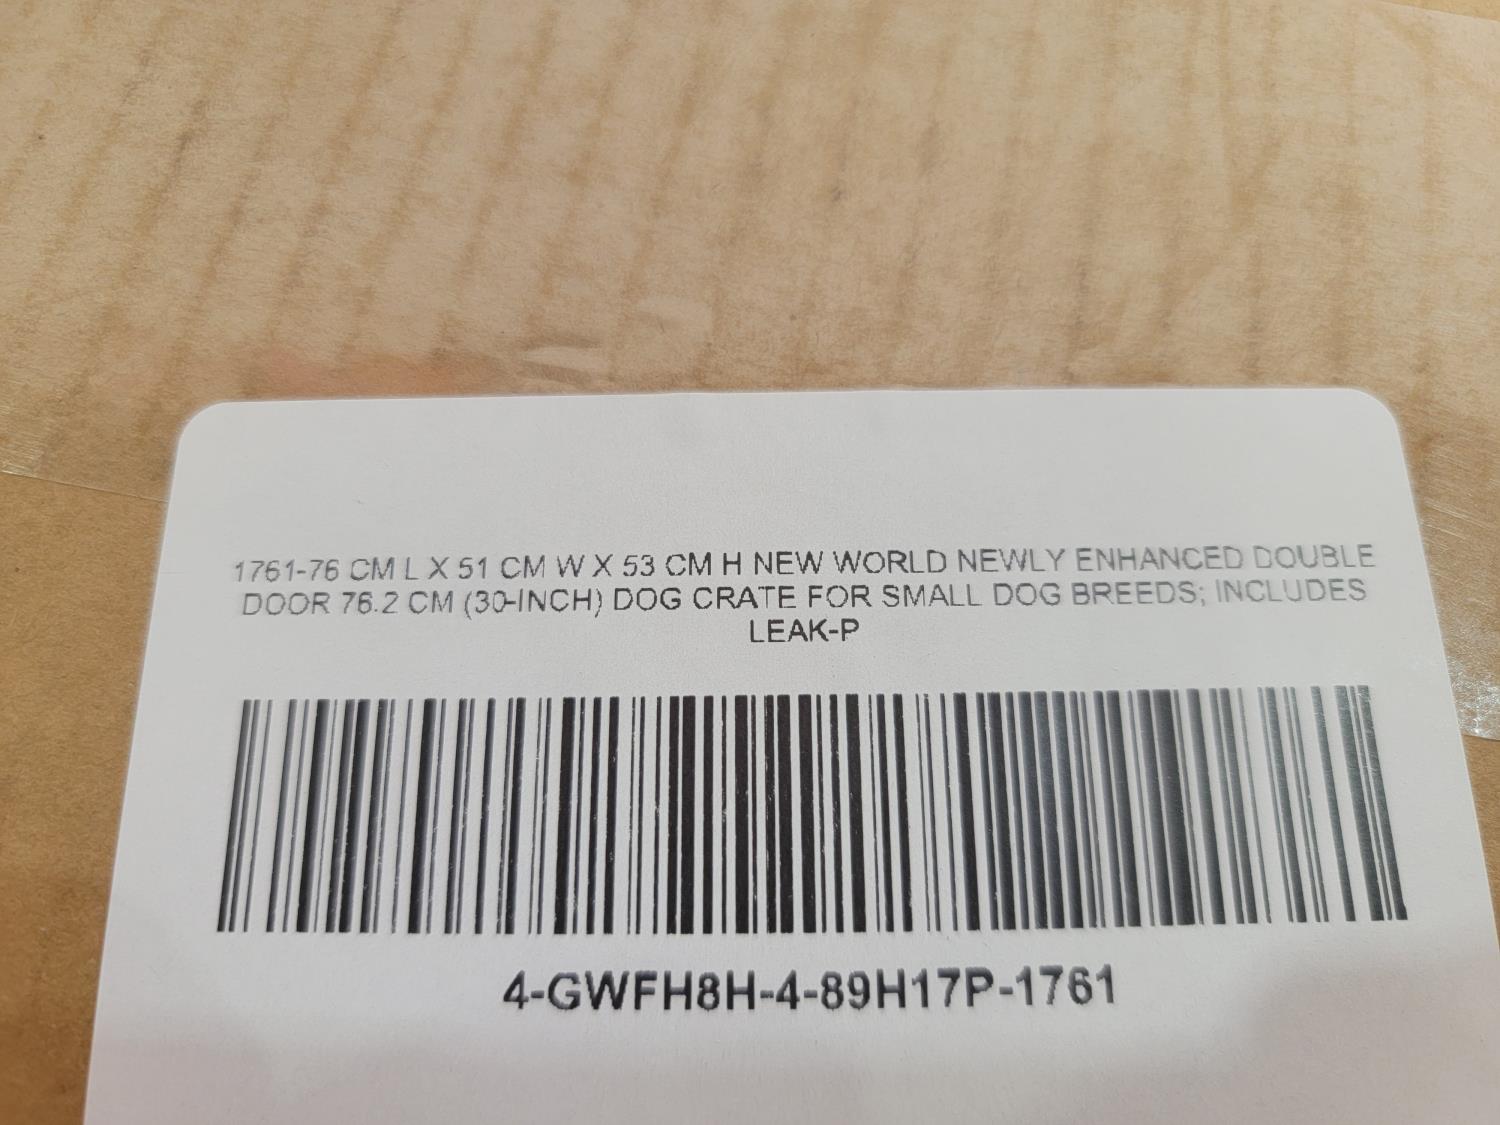 1761-76 CM L X 51 CM W X 53 CM H NEW WORLD NEWLY ENHANCED DOUBLE
DOOR 76.2 CM (30-INCH) DOG CRATE FOR SMALL DOG BREEDS; INCLUDES
LEAK-P
4-GWFH8H-4-89H17P-1761